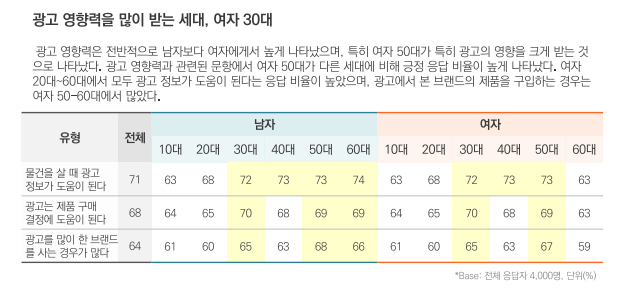 광고 영향력을 많이 받는 세대, 여자 30대
광고 영향력은 전반적으로 남자보다 여자에게서 높게 나타났으며, 특히 여자 50대가 특히 광고의 영향을 크게 받는 것
으로 나타났다. 광고 영향력과 관련된 문항에서 여자 50대가 다른 세대에 비해 긍정 응답 비율이 높게 나타났다. 여자
20대~60대에서 모두 광고 정보가 도움이 된다는 응답 비율이 높았으며, 광고에서 본 브랜드의 제품을 구입하는 경우는
여자 50-60대에서 많았다.
유형 전체 남자 여자
10대 20대 30대 40대 50대 60대 10대 20대 30대 40대 50대 60대
물건을 살 때 광고
정보가 도움이 된다 71 63 68 72 73 73 74 63 68 72 73 73 63
광고는 제품 구매
결정에 도움이 된다 68 64 65 70 68 69 69 64 65 70 68 69 63
광고를 많이 한 브랜드
를 사는 경우가 많다 64 61 60 65 63 68 66 61 60 65 63 67 59
*Base: 전체 응답자 4,000명, 단위(%)